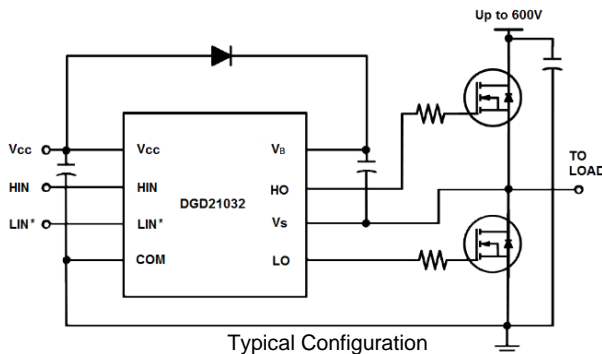 Up to 600V
Vcc
HIN
LIN*
Vcc
HIN
LIN*
COM
DGD21032
VB
HO
VS
LO
TO
LOAD
Typical Configuration